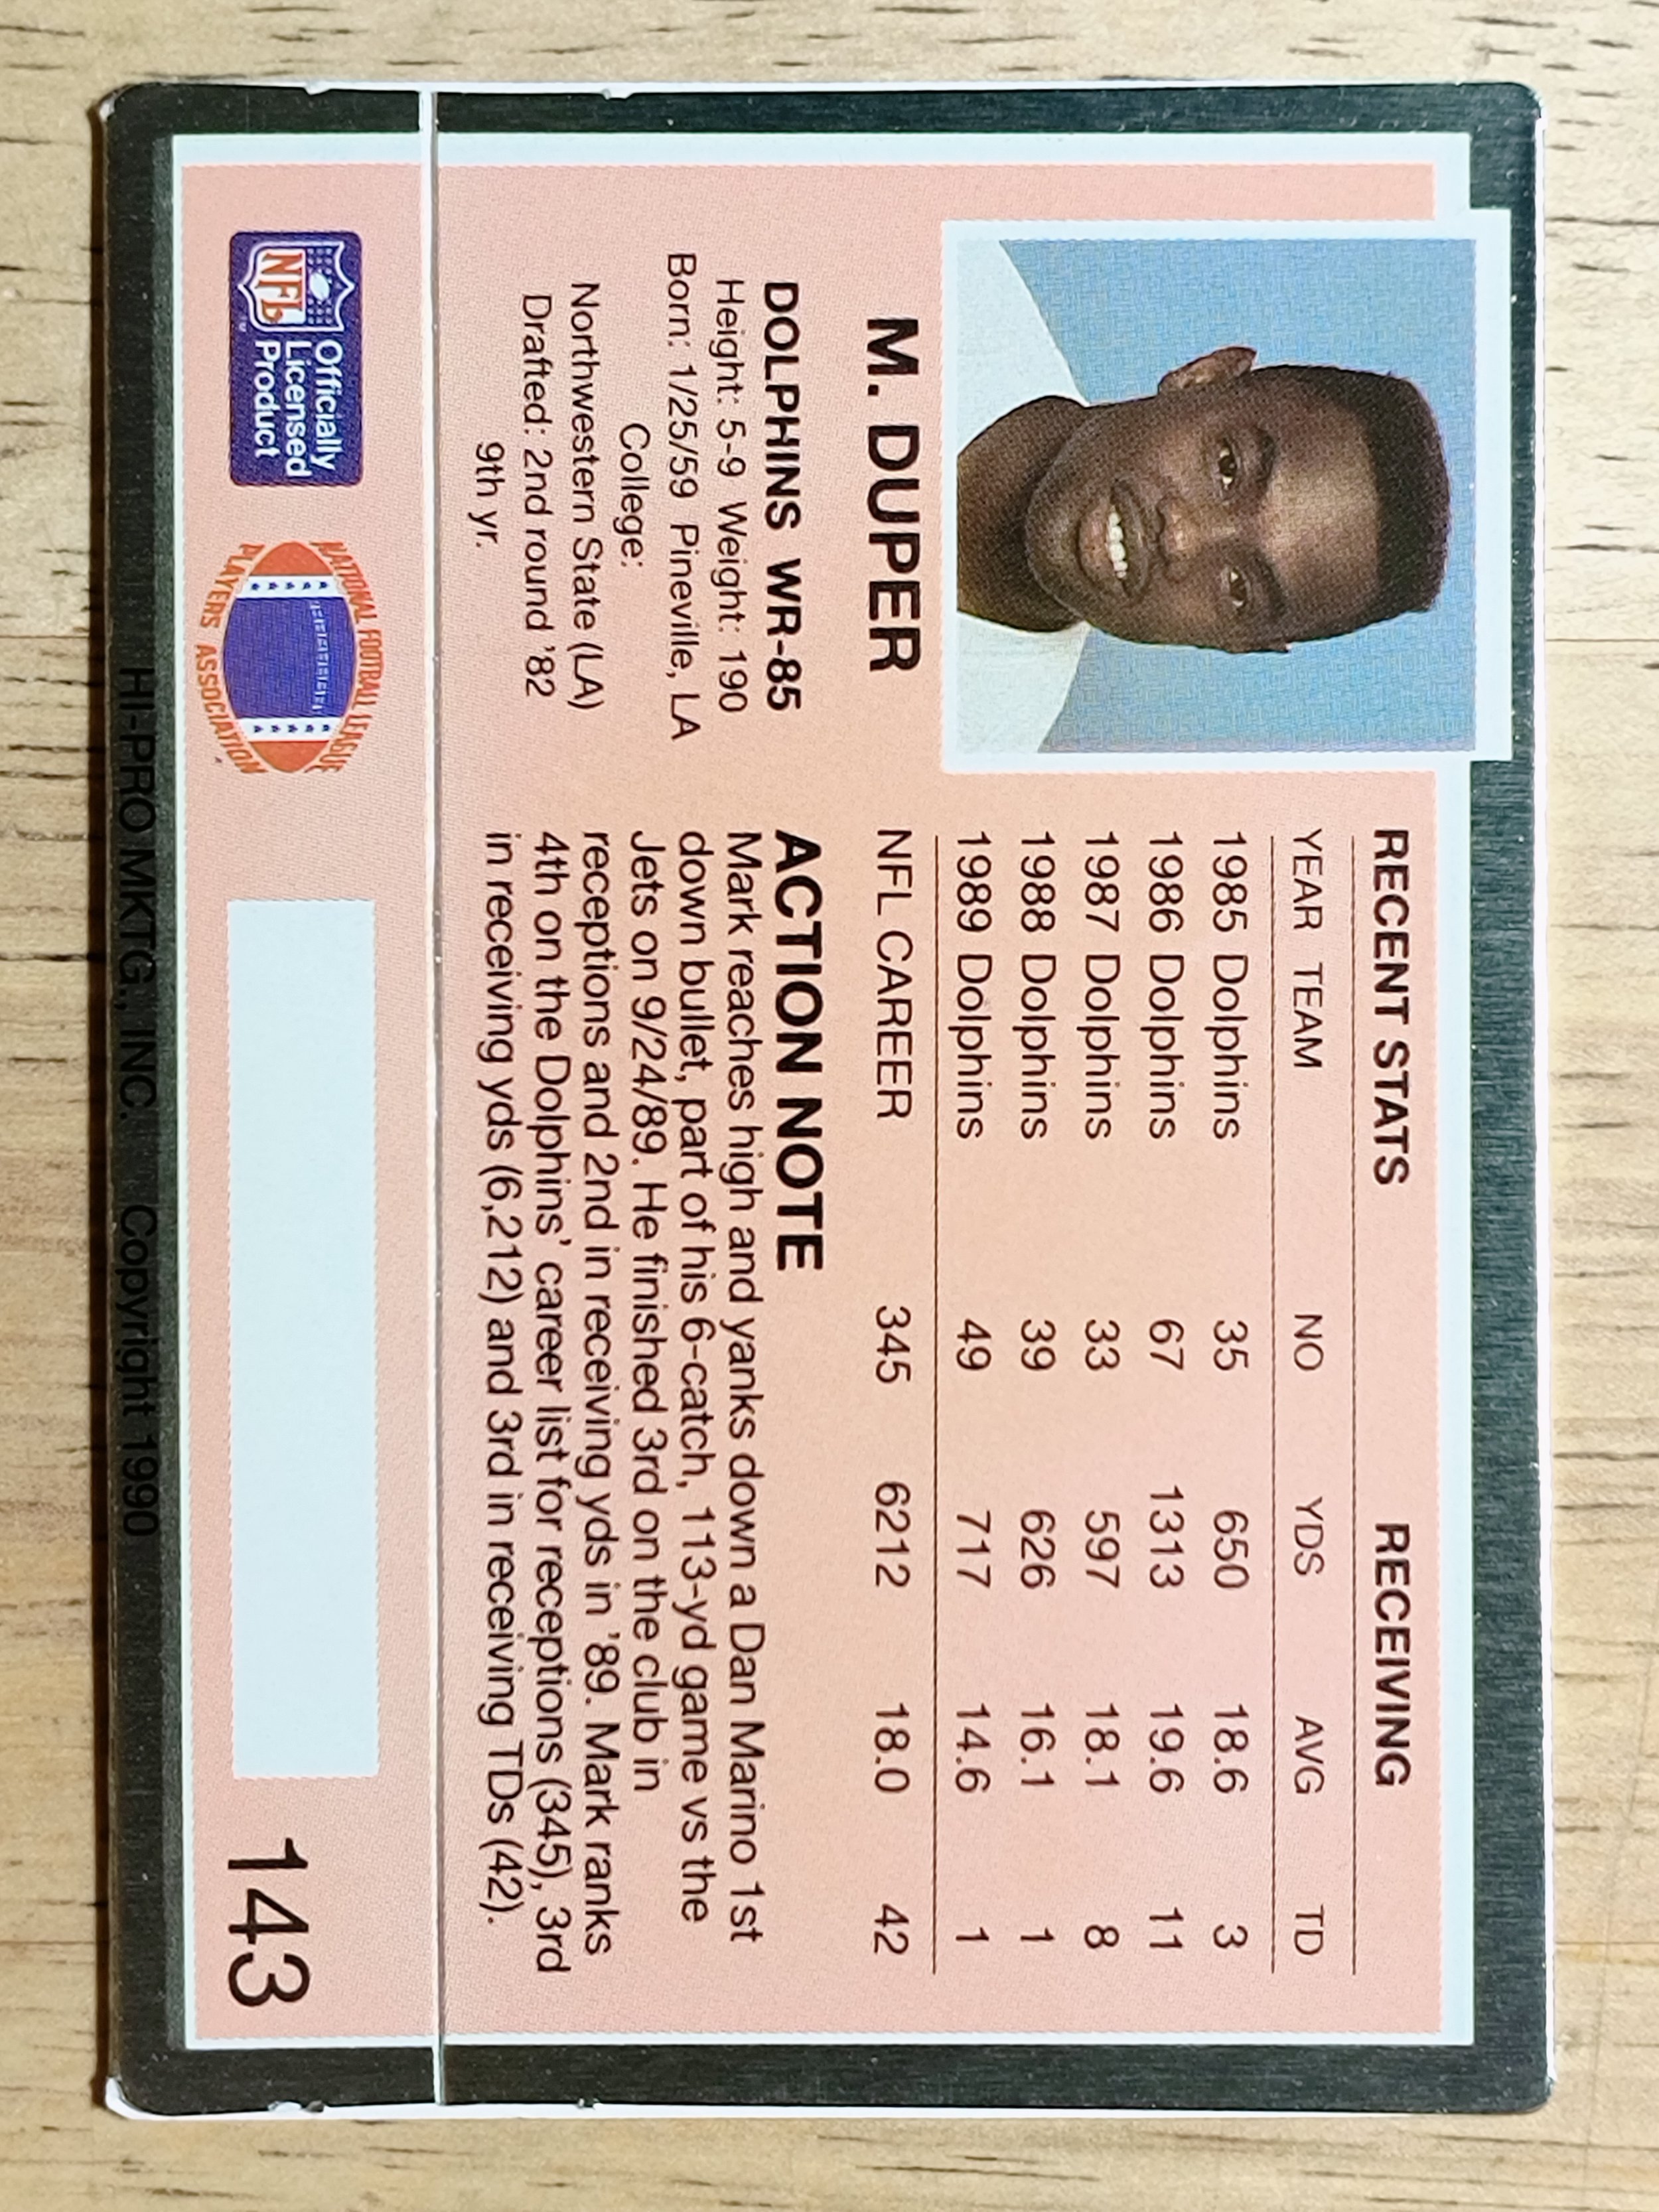 M. DUPER
DOLPHINS WR-85
Height: 5-9 Weight: 190
Born: 1/25/59 Pineville, LA
College:
Northwestern State (LA)
Drafted: 2nd round '82
9th yr.
RECENT STATS RECEIVING
YEAR TEAM NO YDS AVG TD
1985 Dolphins 35 650 18.6 3
1986 Dolphins 67 1313 19.6 11
1987 Dolphins 33 597 18.1 8
1988 Dolphins 39 626 16.1 1
1989 Dolphins 49 717 14.6 1
NFL CAREER 345 6212 18.0 42
ACTION NOTE
Mark reaches high and yanks down a Dan Marino 1st
down bullet, part of his 6-catch, 113-yd game vs the
Jets on 9/24/89. He finished 3rd on the club in
receptions and 2nd in receiving yds in '89. Mark ranks
4th on the Dolphins' career list for receptions (345), 3rd
in receiving yds (6,212) and 3rd in receiving TDs (42).
NFL
TM
Officially
Licensed
Product
NATIONAL FOOTBALL LEAGUE
PLAYERS ASSOCIATION
143
HI-PRO MKTG., INC. Copyright 1990